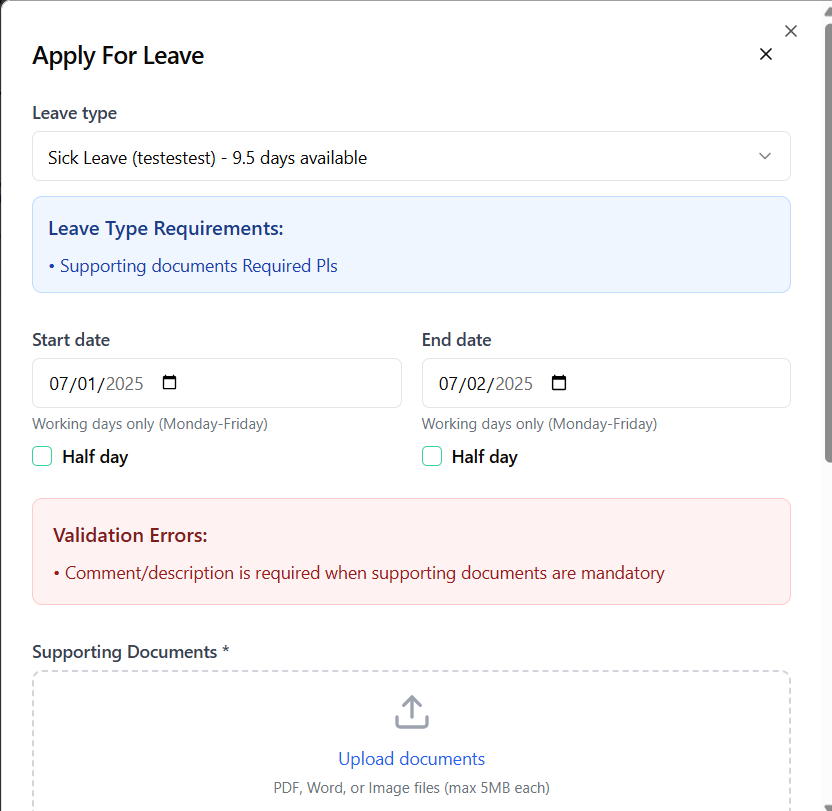 Apply For Leave
Leave type
Sick Leave (testestest) - 9.5 days available
Leave Type Requirements:
• Supporting documents Required Pls
Start date
End date
07/01/2025
07/02/2025
Working days only (Monday-Friday)
Working days only (Monday-Friday)
Half day
Half day
Validation Errors:
• Comment/description is required when supporting documents are mandatory
Supporting Documents *
Upload documents
PDF, Word, or Image files (max 5MB each)